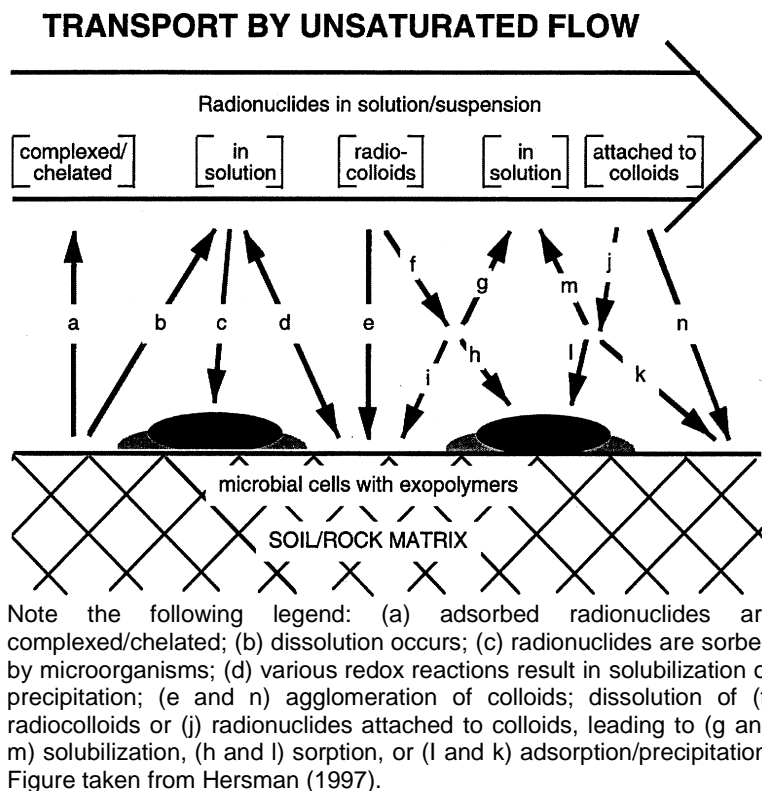 TRANSPORT BY UNSATURATED FLOW
Radionuclides in solution/suspension
complexed/
chelated
in
solution
radio-
colloids
in
solution
attached to
colloids
a
b
c
d
e
f
g
h
i
j
m
l
k
n
microbial cells with exopolymers
SOIL/ROCK MATRIX
Note the following legend: (a) adsorbed radionuclides ar
complexed/chelated; (b) dissolution occurs; (c) radionuclides are sorbe
by microorganisms; (d) various redox reactions result in solubilization o
precipitation; (e and n) agglomeration of colloids; dissolution of (f
radiocolloids or (j) radionuclides attached to colloids, leading to (g an
m) solubilization, (h and l) sorption, or (I and k) adsorption/precipitation
Figure taken from Hersman (1997).